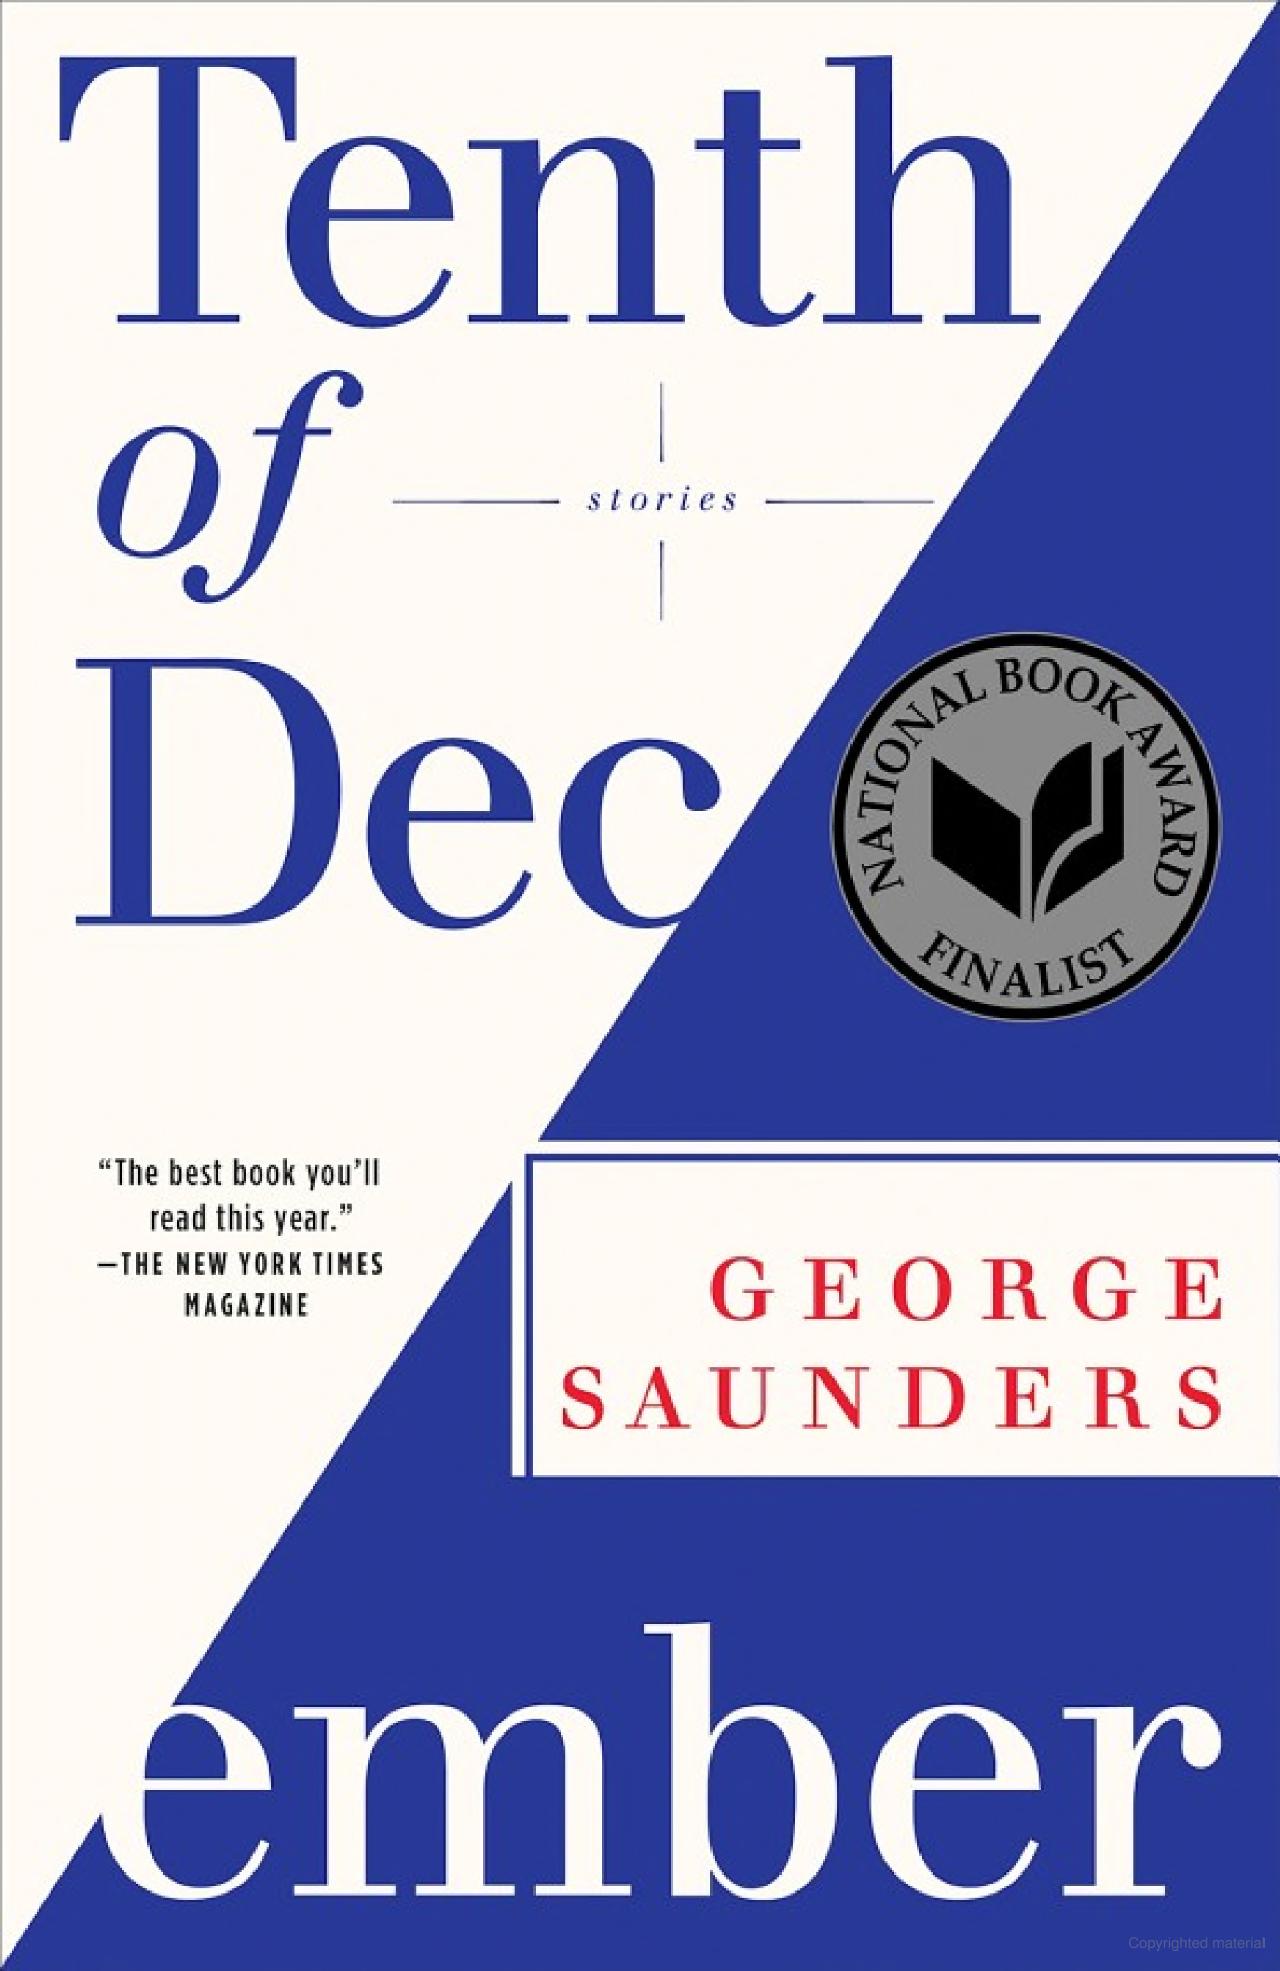 Tenth
of
stories
Dec
NATIONAL BOOK AWARD
FINALIST
“The best book you’ll
read this year.”
—THE NEW YORK TIMES
MAGAZINE
GEORGE
SAUNDERS
ember
Copyrighted material